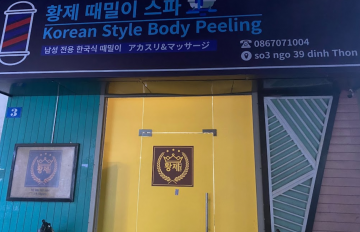 황제 때밀이 스파
Korean Style Body Peeling
남성 전용 한국식 때밀이 アカスリ&マッサージ
0867071004
so3 ngo 39 dinh Thon
3
황제
황제